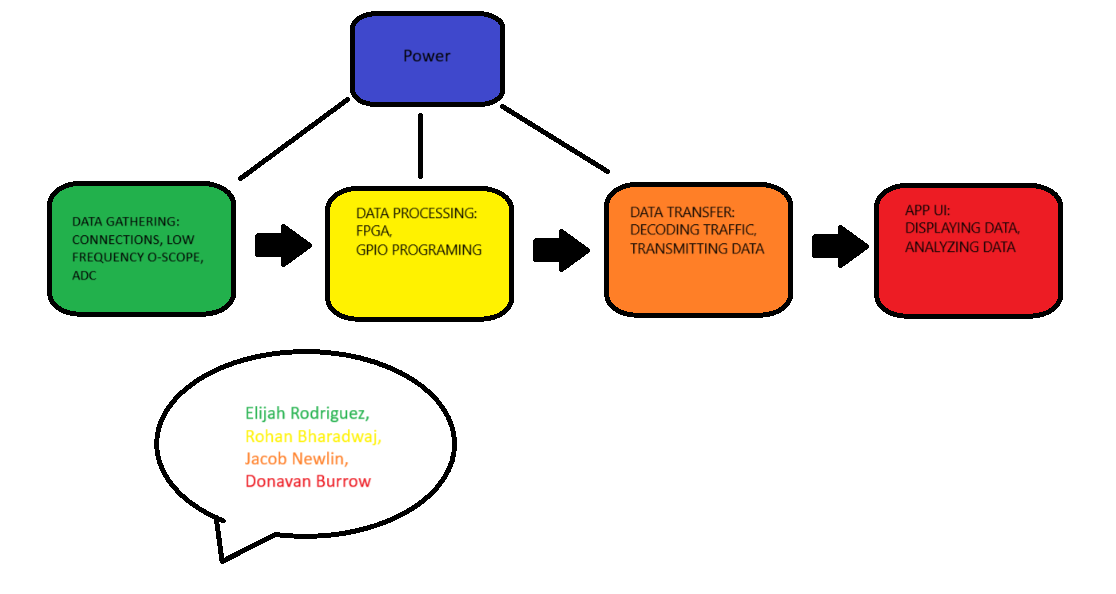 Power
DATA GATHERING:
CONNECTIONS, LOW
FREQUENCY O-SCOPE,
ADC
DATA PROCESSING:
FPGA,
GPIO PROGRAMING
DATA TRANSFER:
DECODING TRAFFIC,
TRANSMITTING DATA
APP UI:
DISPLAYING DATA,
ANALYZING DATA
Elijah Rodriguez,
Rohan Bharadwaj,
Jacob Newlin,
Donavan Burrow